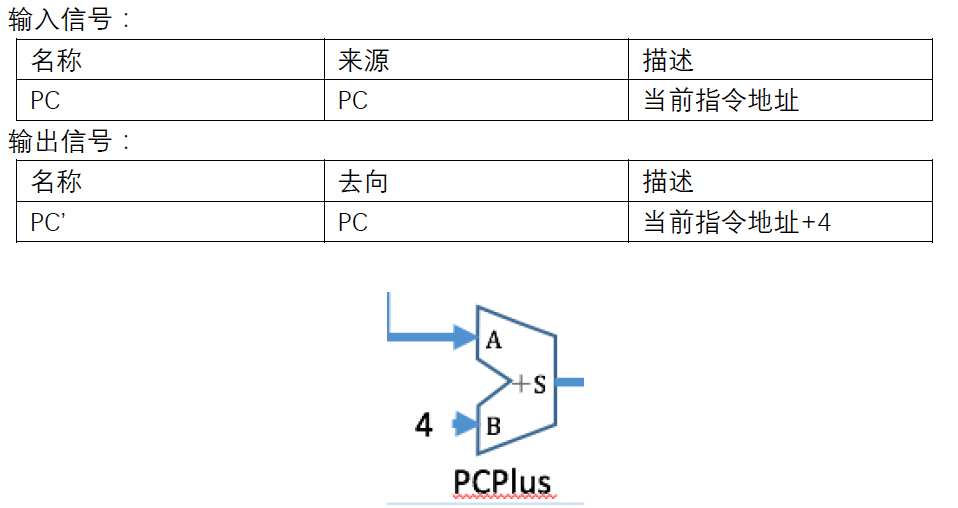 输入信号：
名称 来源 描述
PC PC 当前指令地址
输出信号：
名称 去向 描述
PC’ PC 当前指令地址+4
A
+S
4 B
PCPlus